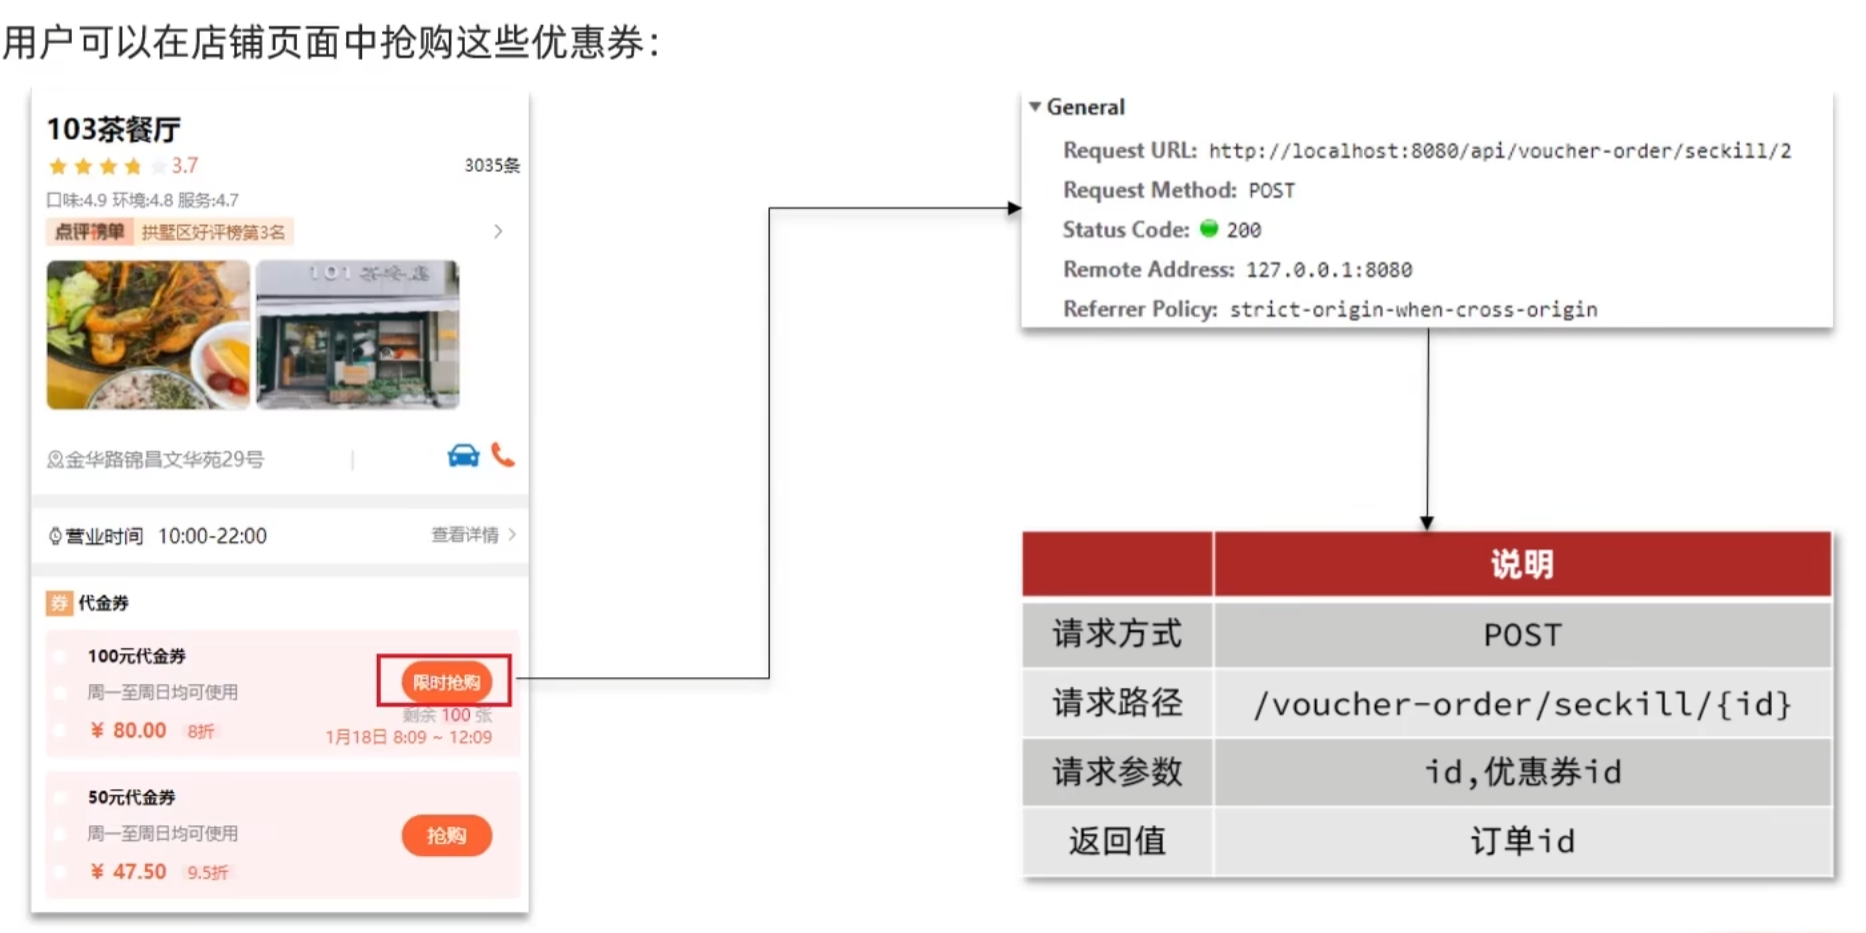 用户可以在店铺页面中抢购这些优惠券：
103茶餐厅
3.7
3035条
口味:4.9 环境:4.8 服务:4.7
点评榜单 拱墅区好评榜第3名
101
金华路锦昌文华苑29号
营业时间 10:00-22:00
查看详情
券 代金券
100元代金券
限时抢购
周一至周日均可使用
剩余 100 张
¥ 80.00 8折
1月18日 8:09 ~ 12:09
50元代金券
周一至周日均可使用
抢购
¥ 47.50 9.5折
General
Request URL: http://localhost:8080/api/voucher-order/seckill/2
Request Method: POST
Status Code: 200
Remote Address: 127.0.0.1:8080
Referrer Policy: strict-origin-when-cross-origin
说明
请求方式 POST
请求路径 /voucher-order/seckill/{id}
请求参数 id,优惠券id
返回值 订单id